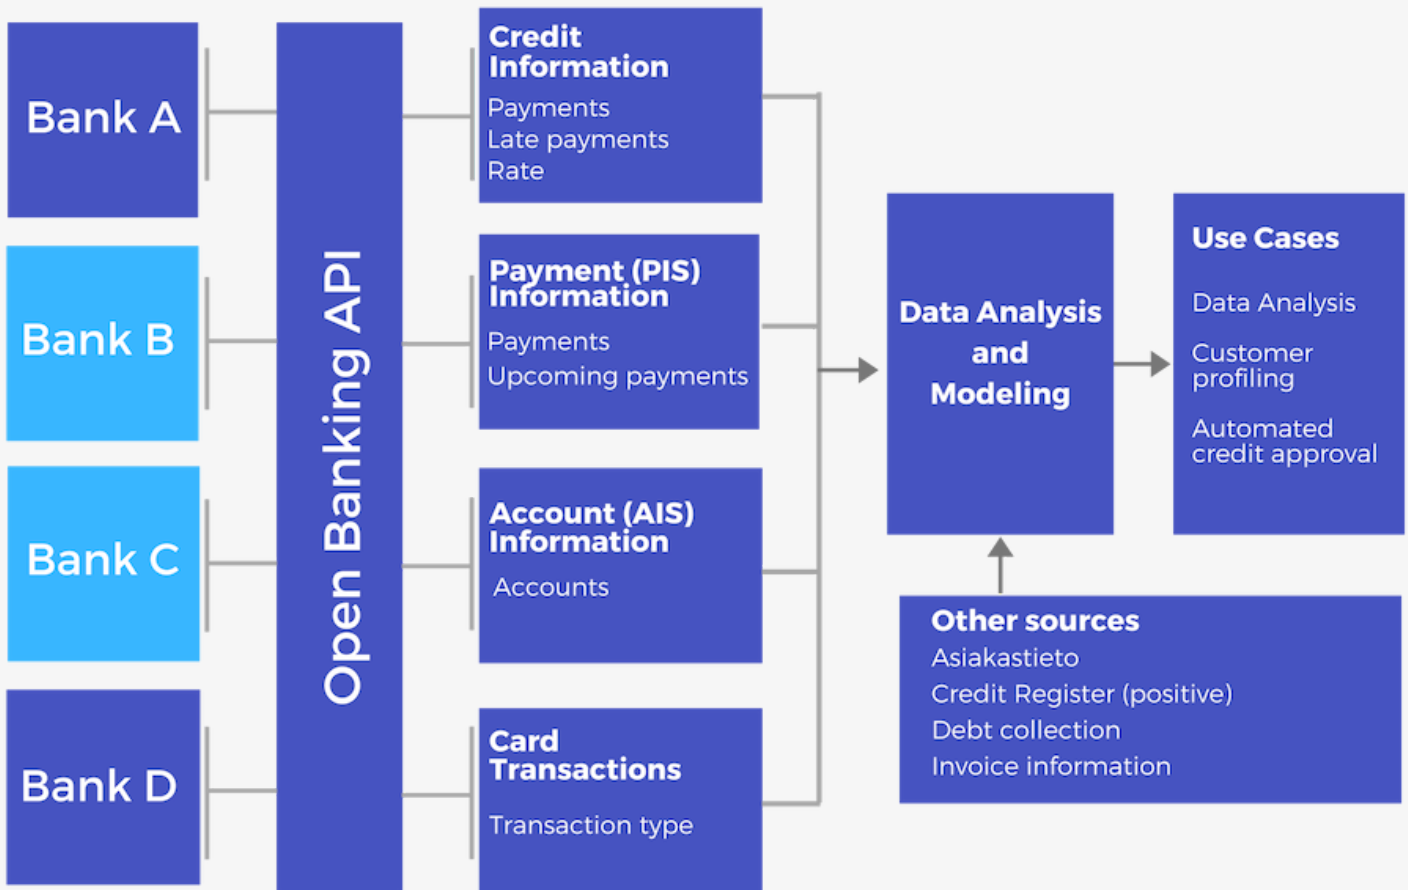 Bank A
Bank B
Bank C
Bank D
Open Banking API
Credit
Information
Payments
Late payments
Rate
Payment (PIS)
Information
Payments
Upcoming payments
Account (AIS)
Information
Accounts
Card
Transactions
Transaction type
Data Analysis
and
Modeling
Use Cases
Data Analysis
Customer
profiling
Automated
credit approval
Other sources
Asiakastieto
Credit Register (positive)
Debt collection
Invoice information